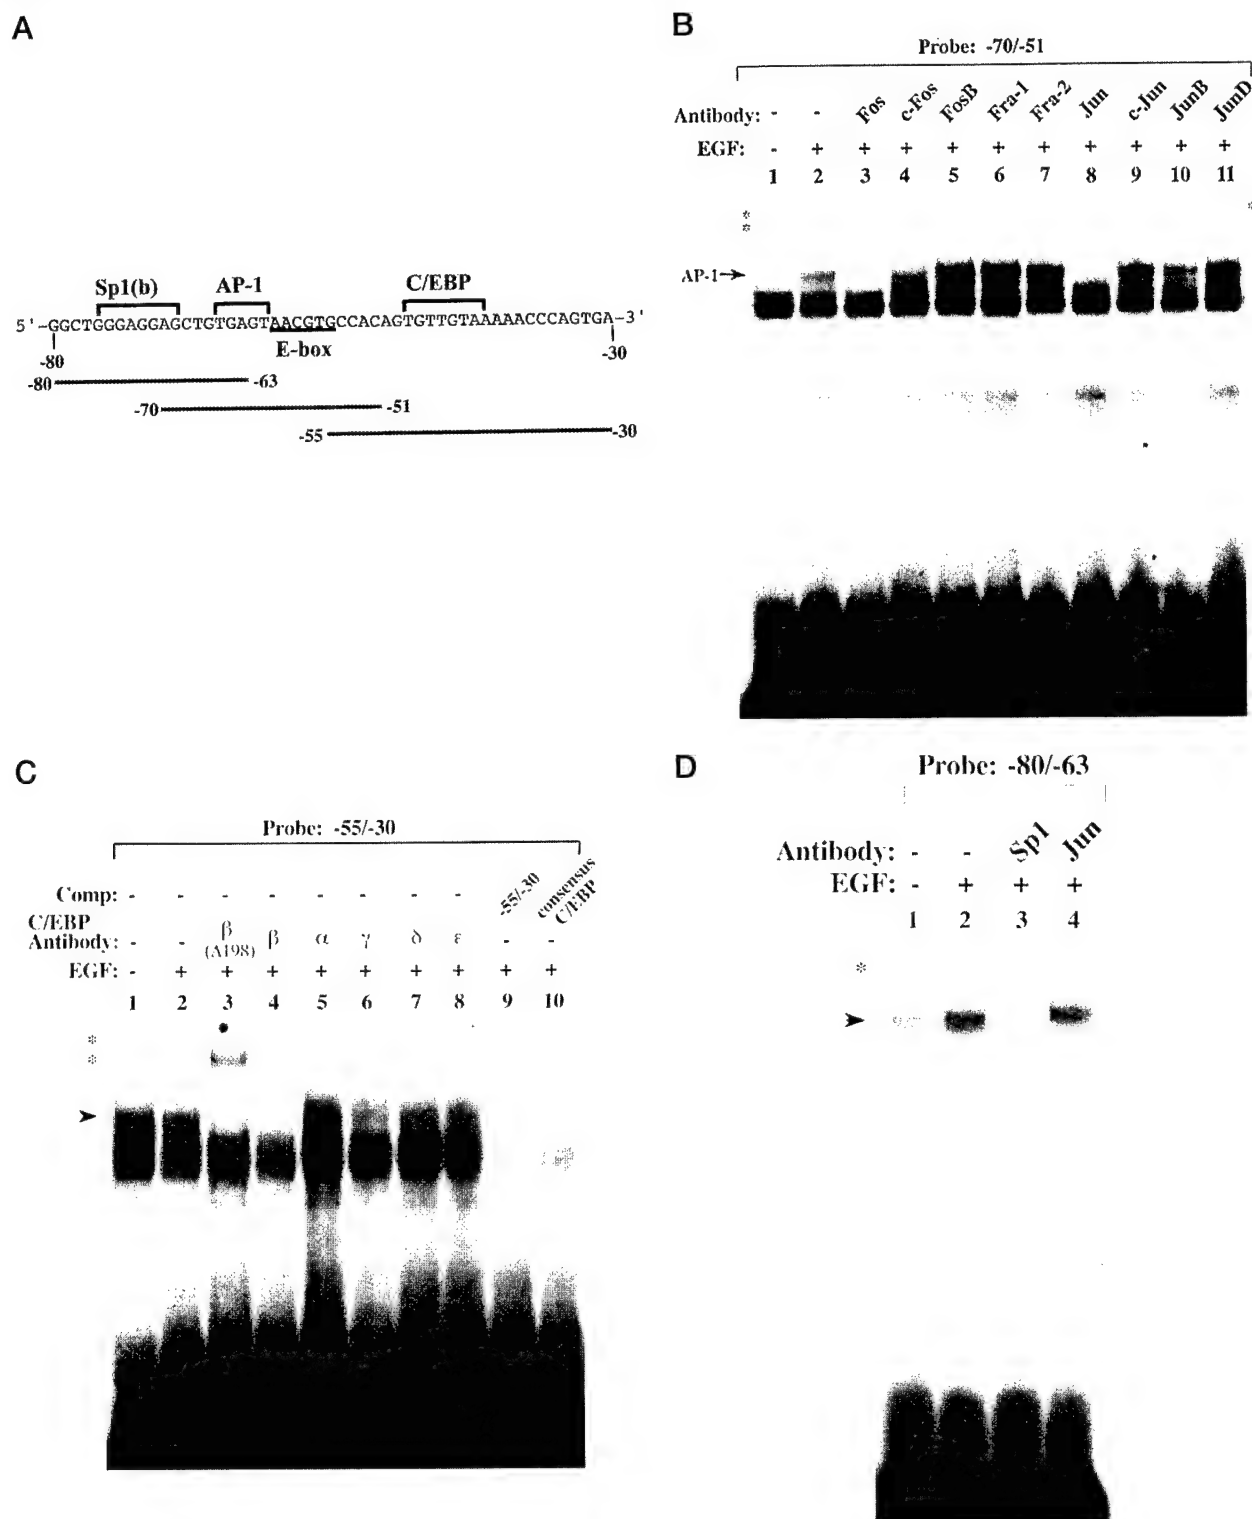 A
Sp1(b) AP-1 C/EBP
5'-GGCTGGGAGGAGCTGTGAGTAACGTGCCACAGTGTTGTAAAAACCCAGTGA-3'
E-box
-80 -30
-80 -63
-70 -51
-55 -30
B
Probe: -70/-51
Antibody: - - Fos c-Fos FosB Fra-1 Fra-2 Jun c-Jun JunB JunD
EGF: - + + + + + + + + + +
1 2 3 4 5 6 7 8 9 10 11
*
*
*
AP-1→
C
Probe: -55/-30
Comp: - - - - - - - - -55/-30 consensus C/EBP
C/EBP
Antibody: - - β (Δ198) β α γ δ ε - -
EGF: - + + + + + + + + +
1 2 3 4 5 6 7 8 9 10
*
*
D
Probe: -80/-63
Antibody: - - Sp1 Jun
EGF: - + + +
1 2 3 4
*